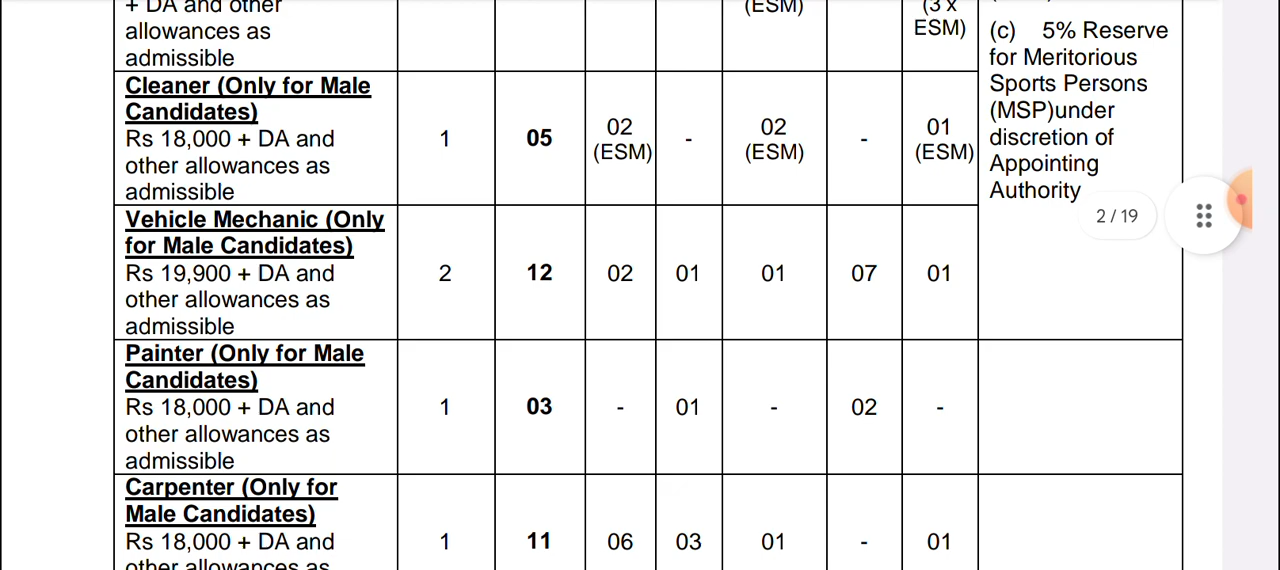 + DA and other
allowances as
admissible
(ESM)
(3 x
ESM)
(c) 5% Reserve
for Meritorious
Sports Persons
(MSP)under
discretion of
Appointing
Authority
Cleaner (Only for Male
Candidates)
Rs 18,000 + DA and
other allowances as
admissible
1
05
02
(ESM)
-
02
(ESM)
-
01
(ESM)
2 / 19
Vehicle Mechanic (Only
for Male Candidates)
Rs 19,900 + DA and
other allowances as
admissible
2
12
02
01
01
07
01
Painter (Only for Male
Candidates)
Rs 18,000 + DA and
other allowances as
admissible
1
03
-
01
-
02
-
Carpenter (Only for
Male Candidates)
Rs 18,000 + DA and
other allowances as
1
11
06
03
01
-
01